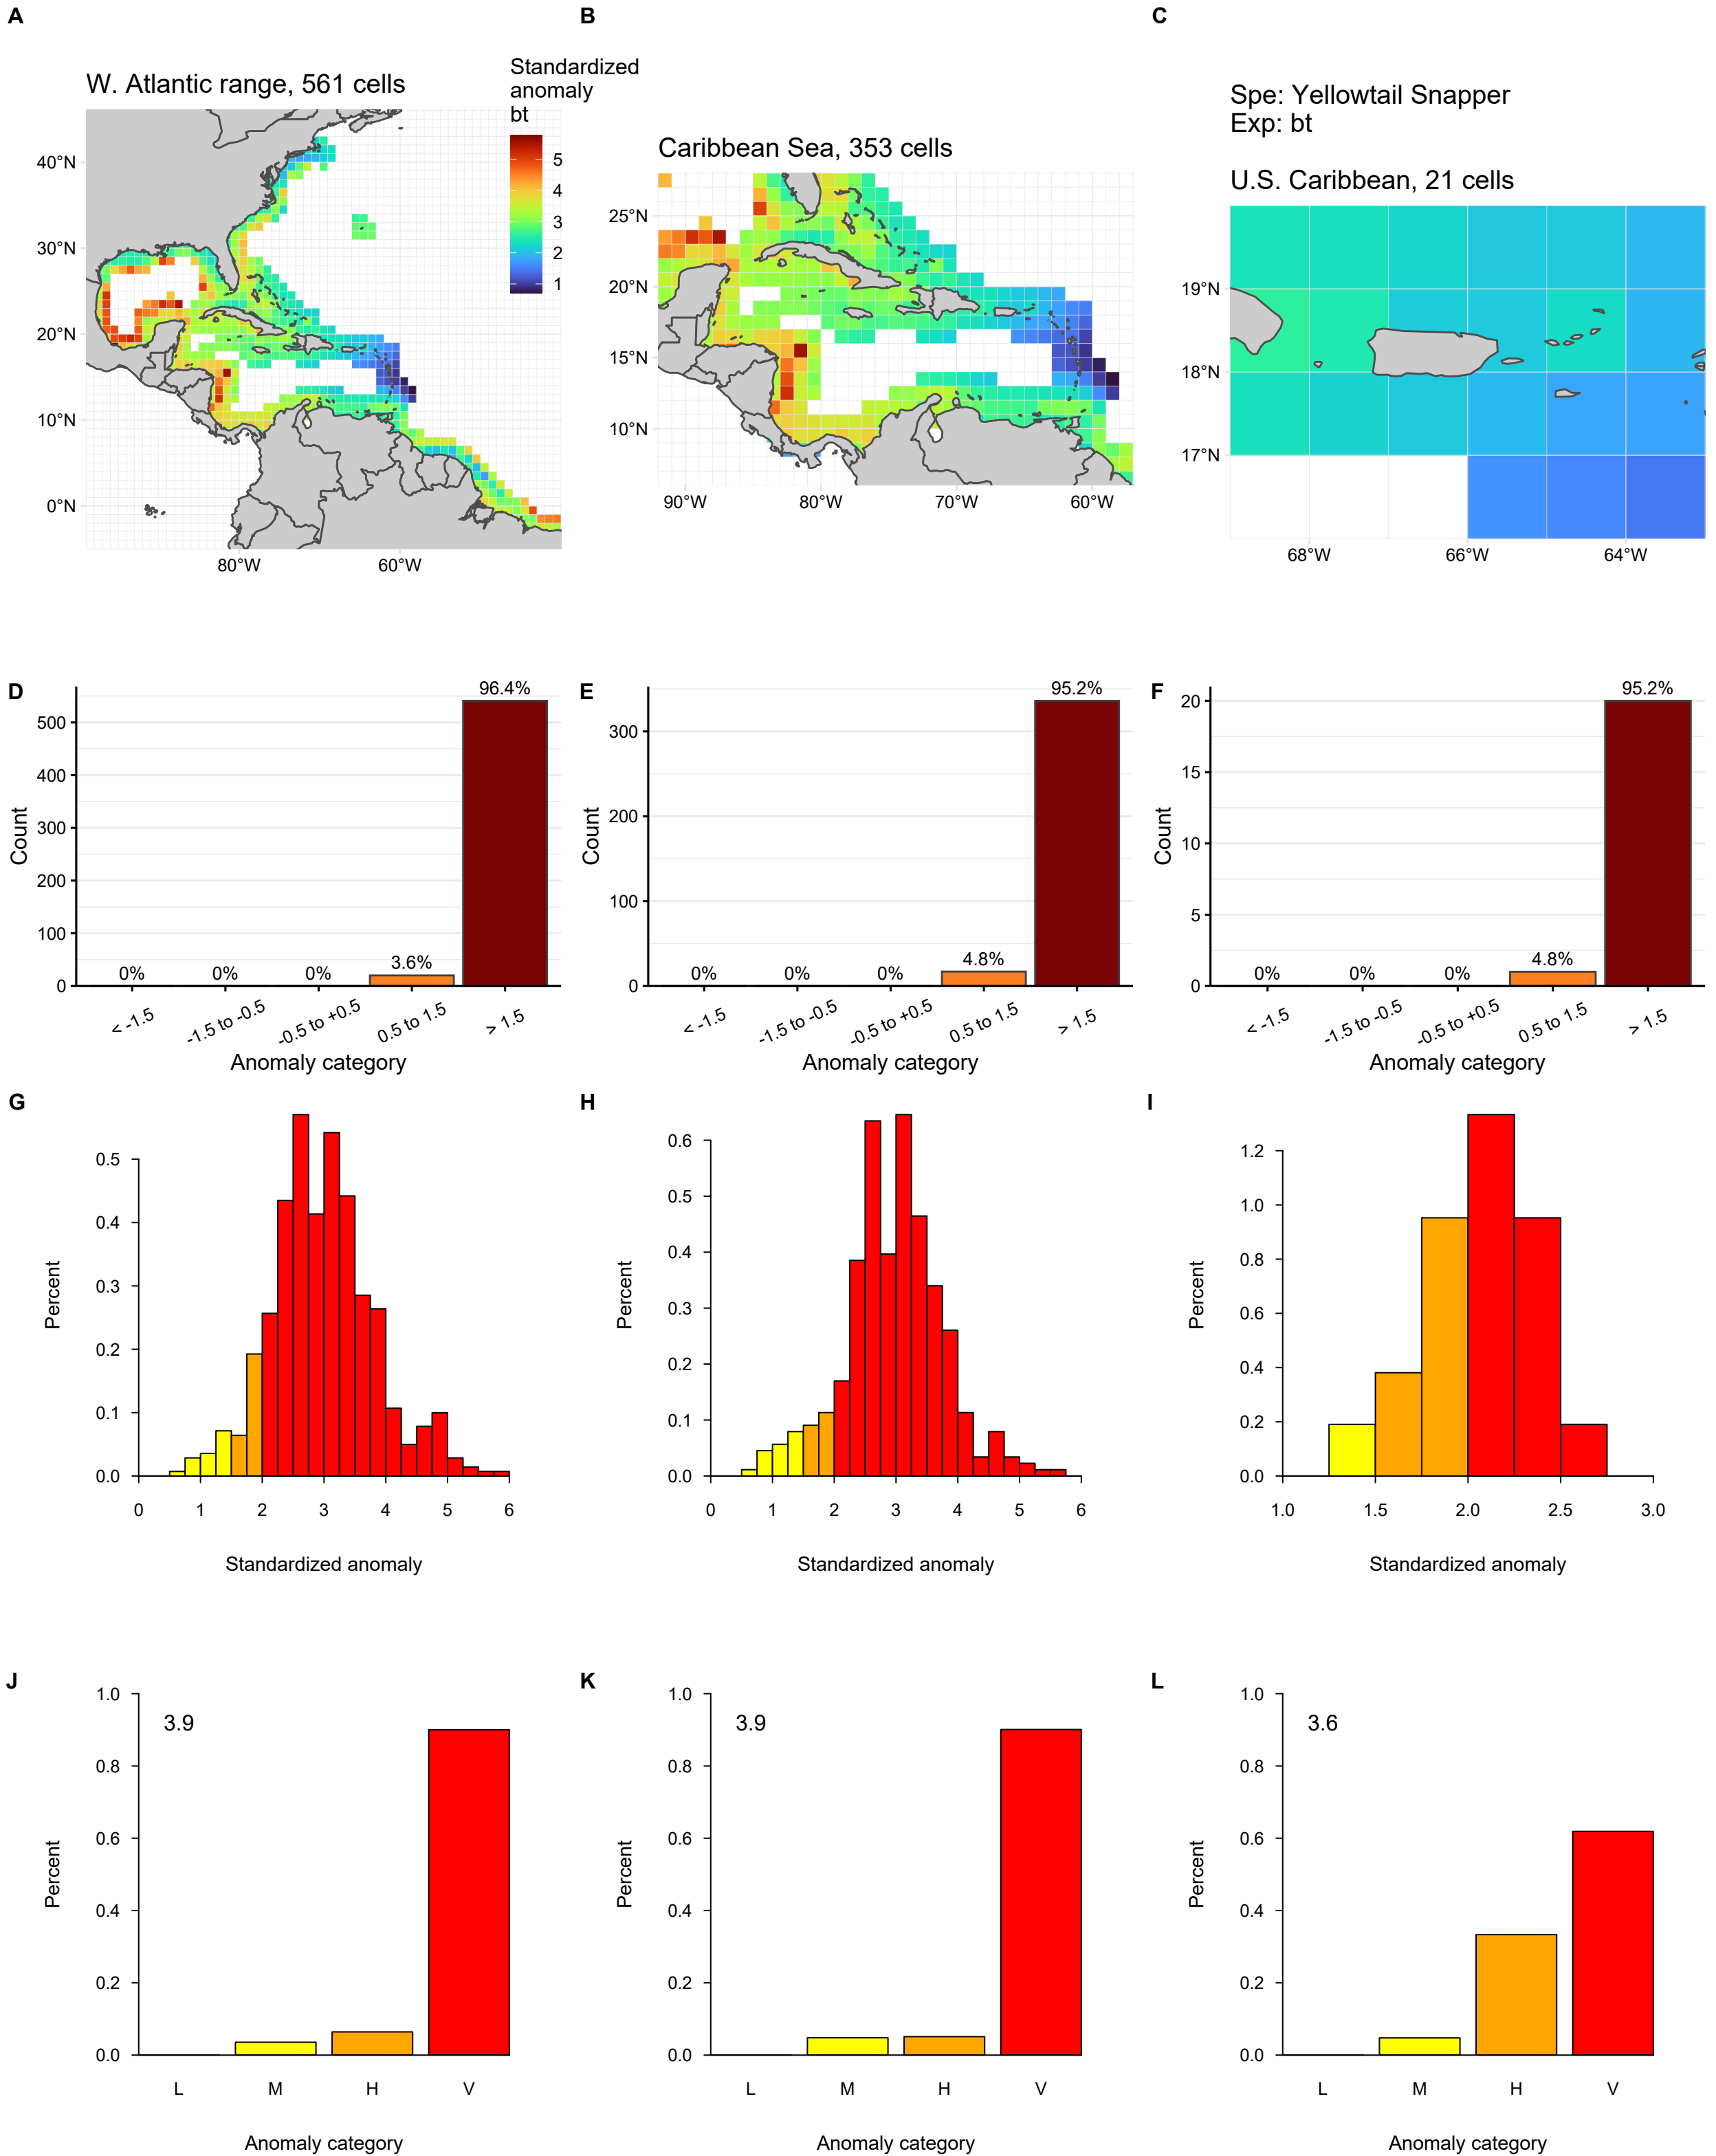 A
B
C
W. Atlantic range, 561 cells
Standardized
anomaly
bt
5
4
3
2
1
40°N
30°N
20°N
10°N
0°N
80°W
60°W
Caribbean Sea, 353 cells
25°N
20°N
15°N
10°N
90°W
80°W
70°W
60°W
Spe: Yellowtail Snapper
Exp: bt
U.S. Caribbean, 21 cells
19°N
18°N
17°N
68°W
66°W
64°W
D
Count
500
400
300
200
100
0
0%
0%
0%
3.6%
96.4%
< -1.5
-1.5 to -0.5
-0.5 to +0.5
0.5 to 1.5
> 1.5
Anomaly category
E
Count
300
200
100
0
0%
0%
0%
4.8%
95.2%
< -1.5
-1.5 to -0.5
-0.5 to +0.5
0.5 to 1.5
> 1.5
Anomaly category
F
Count
20
15
10
5
0
0%
0%
0%
4.8%
95.2%
< -1.5
-1.5 to -0.5
-0.5 to +0.5
0.5 to 1.5
> 1.5
Anomaly category
G
Percent
0.5
0.4
0.3
0.2
0.1
0.0
0
1
2
3
4
5
6
Standardized anomaly
H
Percent
0.6
0.5
0.4
0.3
0.2
0.1
0.0
0
1
2
3
4
5
6
Standardized anomaly
I
Percent
1.2
1.0
0.8
0.6
0.4
0.2
0.0
1.0
1.5
2.0
2.5
3.0
Standardized anomaly
J
Percent
1.0
0.8
0.6
0.4
0.2
0.0
3.9
L
M
H
V
Anomaly category
K
Percent
1.0
0.8
0.6
0.4
0.2
0.0
3.9
L
M
H
V
Anomaly category
L
Percent
1.0
0.8
0.6
0.4
0.2
0.0
3.6
L
M
H
V
Anomaly category